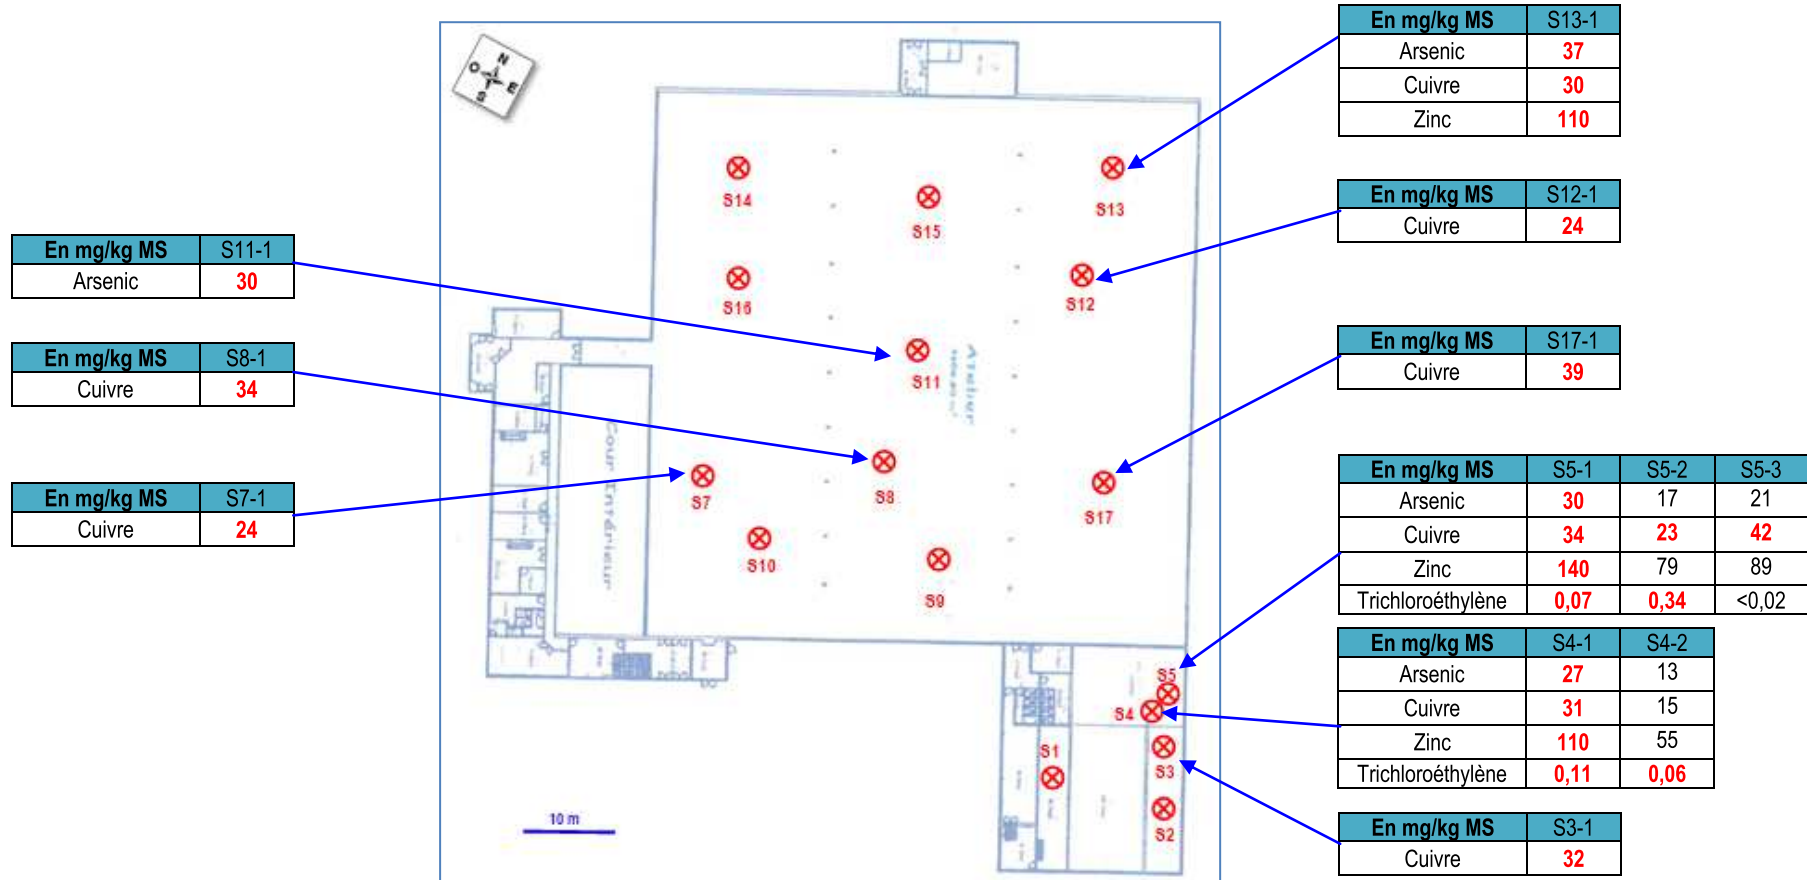 En mg/kg MS S13-1
Arsenic 37
Cuivre 30
Zinc 110
En mg/kg MS S12-1
Cuivre 24
En mg/kg MS S11-1
Arsenic 30
En mg/kg MS S8-1
Cuivre 34
En mg/kg MS S7-1
Cuivre 24
En mg/kg MS S17-1
Cuivre 39
En mg/kg MS S5-1 S5-2 S5-3
Arsenic 30 17 21
Cuivre 34 23 42
Zinc 140 79 89
Trichloroéthylène 0,07 0,34 <0,02
En mg/kg MS S4-1 S4-2
Arsenic 27 13
Cuivre 31 15
Zinc 110 55
Trichloroéthylène 0,11 0,06
En mg/kg MS S3-1
Cuivre 32
N
O
E
S
S14
S15
S13
S16
S12
S11
Atelier
Cour Intérieur
S7
S8
S17
S10
S9
S5
S4
S1
S3
S2
10 m